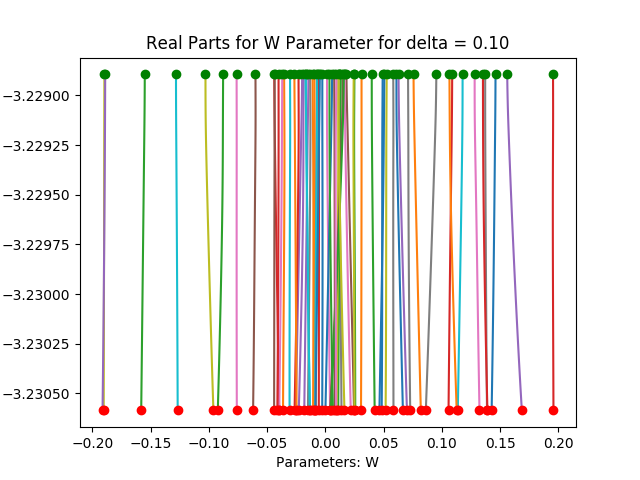 Real Parts for W Parameter for delta = 0.10
−3.22900
−3.22925
−3.22950
−3.22975
−3.23000
−3.23025
−3.23050
−0.20 −0.15 −0.10 −0.05 0.00 0.05 0.10 0.15 0.20
Parameters: W